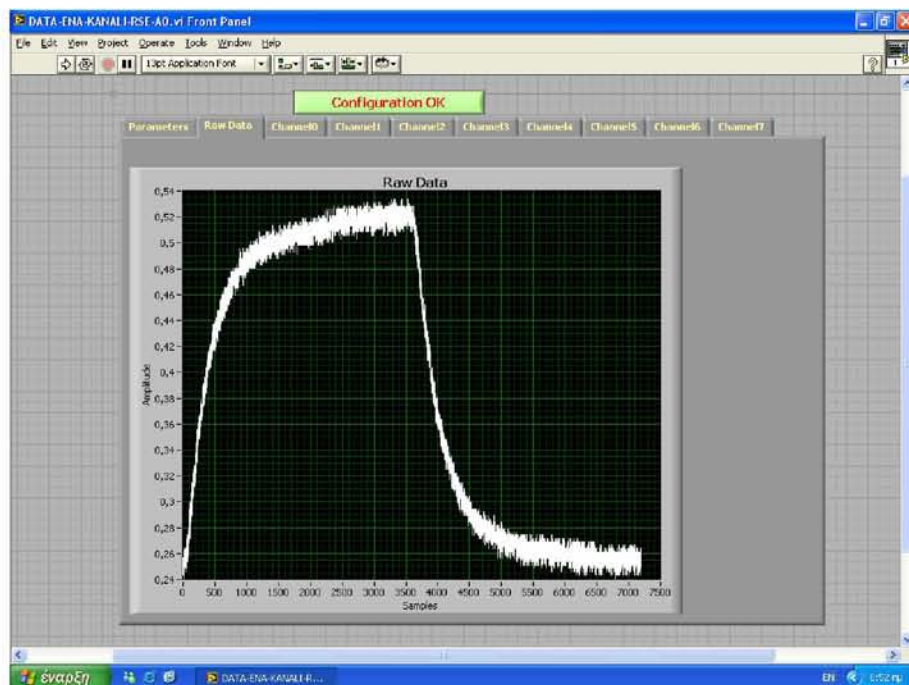 DATA-ENA-KANALI-RSE-A0.vi Front Panel
File Edit View Project Operate Tools Window Help
13pt Application Font
Configuration OK
Parameters Raw Data Channel0 Channel1 Channel2 Channel3 Channel4 Channel5 Channel6 Channel7
Raw Data
0,54
0,52
0,5
0,48
0,46
0,44
0,42
0,4
0,38
0,36
0,34
0,32
0,3
0,28
0,26
0,24
Amplitude
0 500 1000 1500 2000 2500 3000 3500 4000 4500 5000 5500 6000 6500 7000 7500
Samples
έναρξη DATA-ENA-KANALI-R... EN